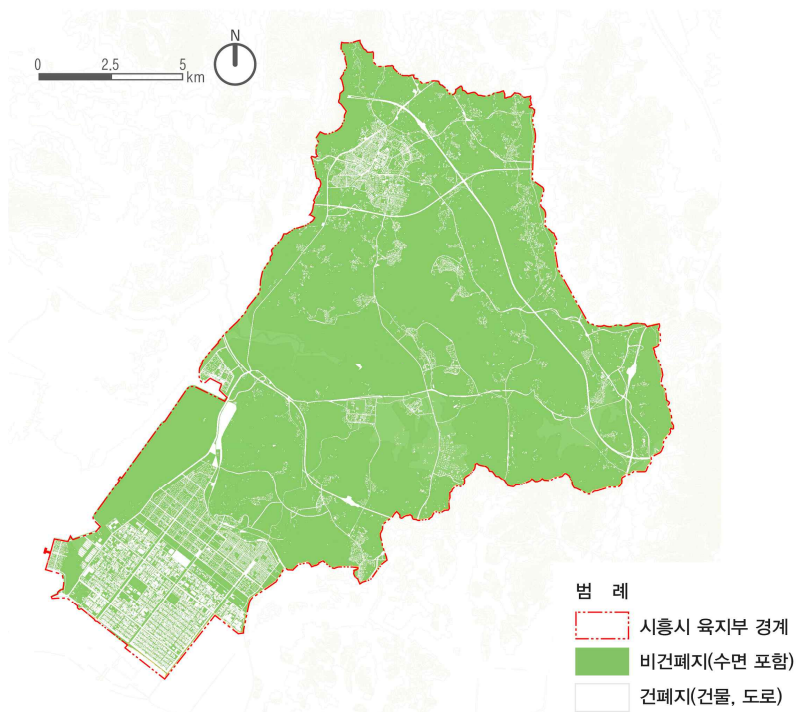 N
0 2.5 5
km
범 례
시흥시 육지부 경계
비건폐지(수면 포함)
건폐지(건물, 도로)